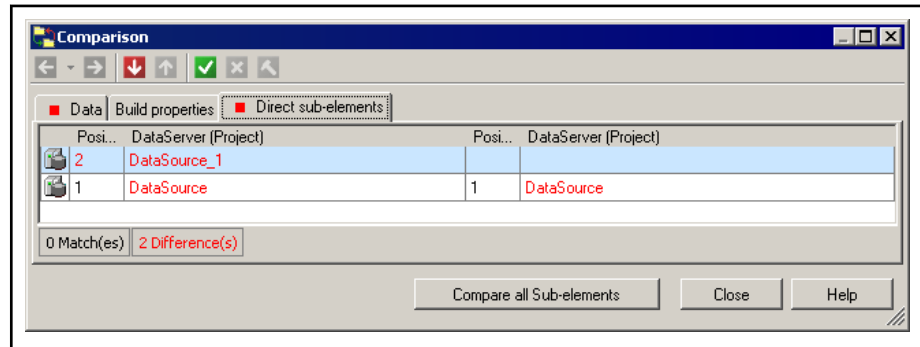 Comparison
Data Build properties Direct sub-elements
Posi... DataServer (Project) Posi... DataServer (Project)
2 DataSource_1
1 DataSource 1 DataSource
0 Match(es) 2 Difference(s)
Compare all Sub-elements Close Help